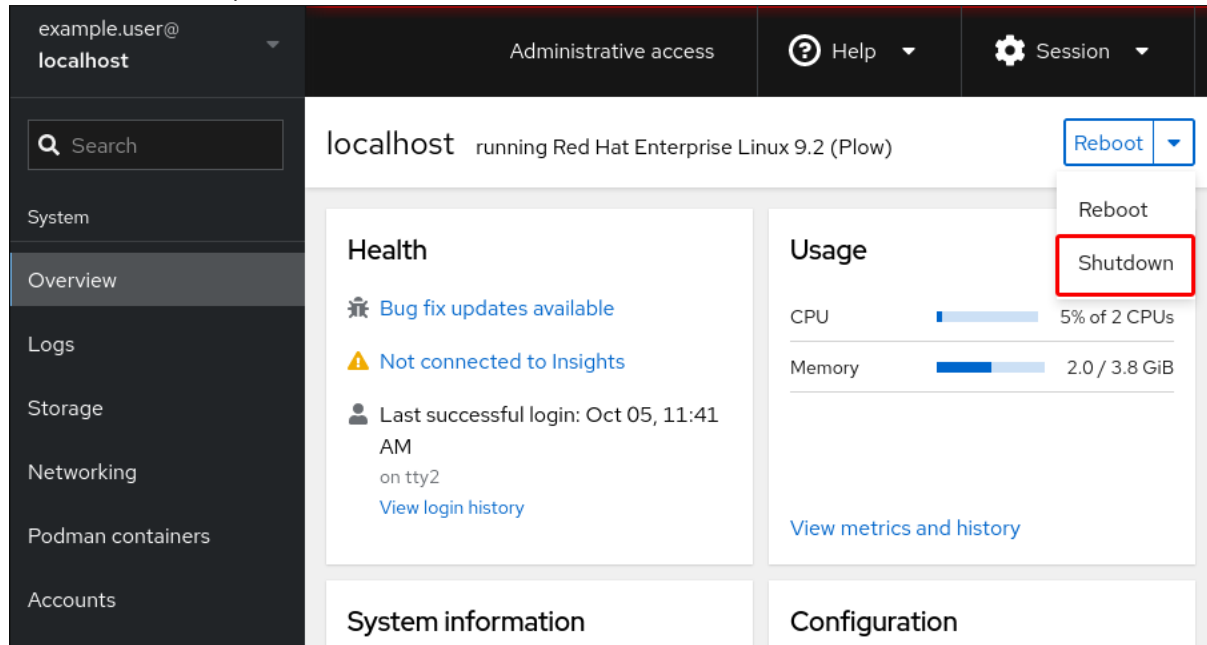 example.user@
localhost
Administrative access
Help
Session
Search
localhost running Red Hat Enterprise Linux 9.2 (Plow)
Reboot
Reboot
Shutdown
System
Overview
Logs
Storage
Networking
Podman containers
Accounts
Health
Bug fix updates available
Not connected to Insights
Last successful login: Oct 05, 11:41
AM
on tty2
View login history
Usage
CPU 5% of 2 CPUs
Memory 2.0 / 3.8 GiB
View metrics and history
System information
Configuration